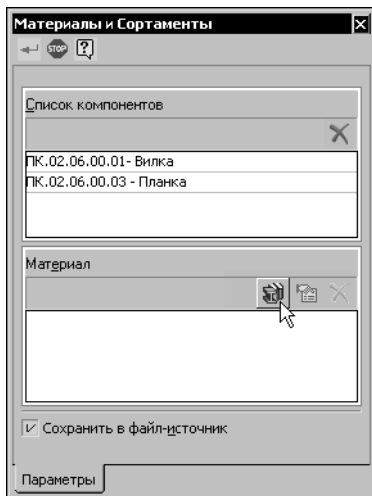 Материалы и Сортаменты
STOP
Список компонентов
ПК.02.06.00.01- Вилка
ПК.02.06.00.03 - Планка
Материал
Сохранить в файл-источник
Параметры